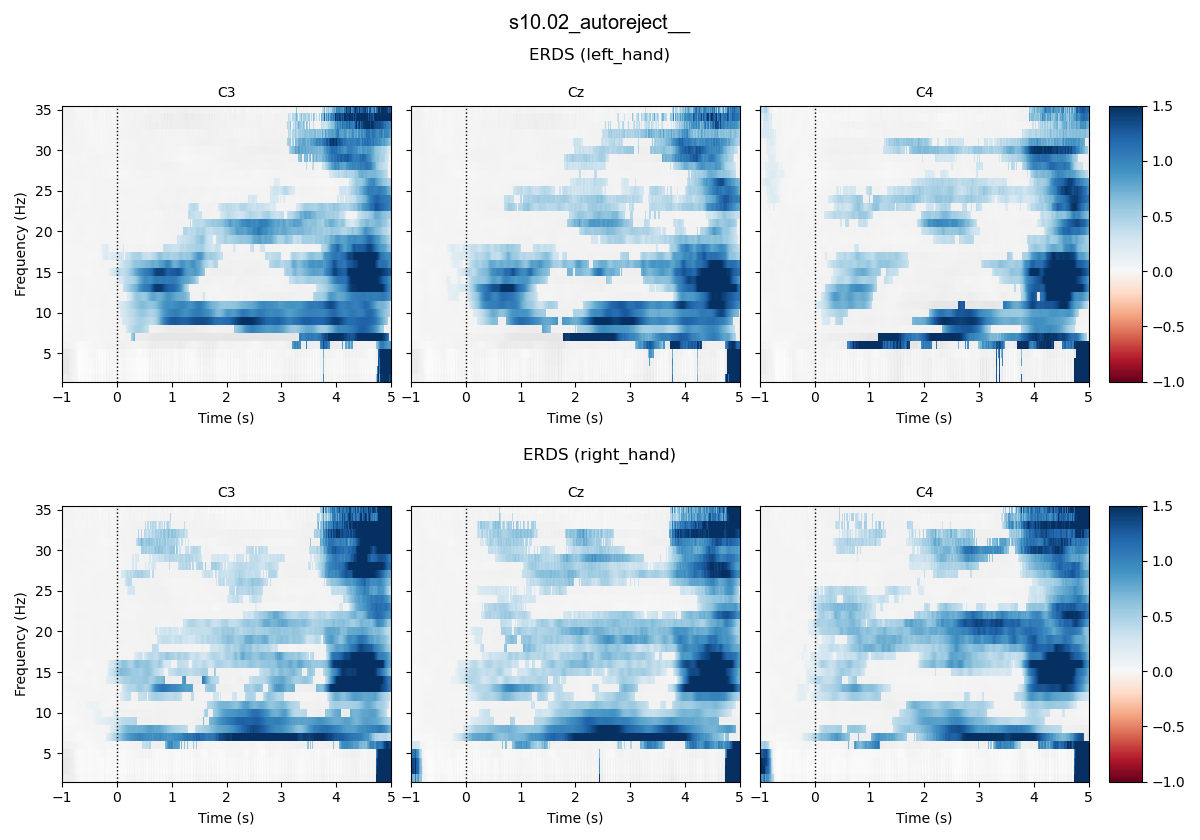 s10.02_autoreject__
ERDS (left_hand)
C3 Cz C4
35
30
25
20
15
10
5
Frequency (Hz)
−1 0 1 2 3 4 5
−1 0 1 2 3 4 5
−1 0 1 2 3 4 5
Time (s) Time (s) Time (s)
1.5
1.0
0.5
0.0
−0.5
−1.0
ERDS (right_hand)
C3 Cz C4
35
30
25
20
15
10
5
Frequency (Hz)
−1 0 1 2 3 4 5
−1 0 1 2 3 4 5
−1 0 1 2 3 4 5
Time (s) Time (s) Time (s)
1.5
1.0
0.5
0.0
−0.5
−1.0